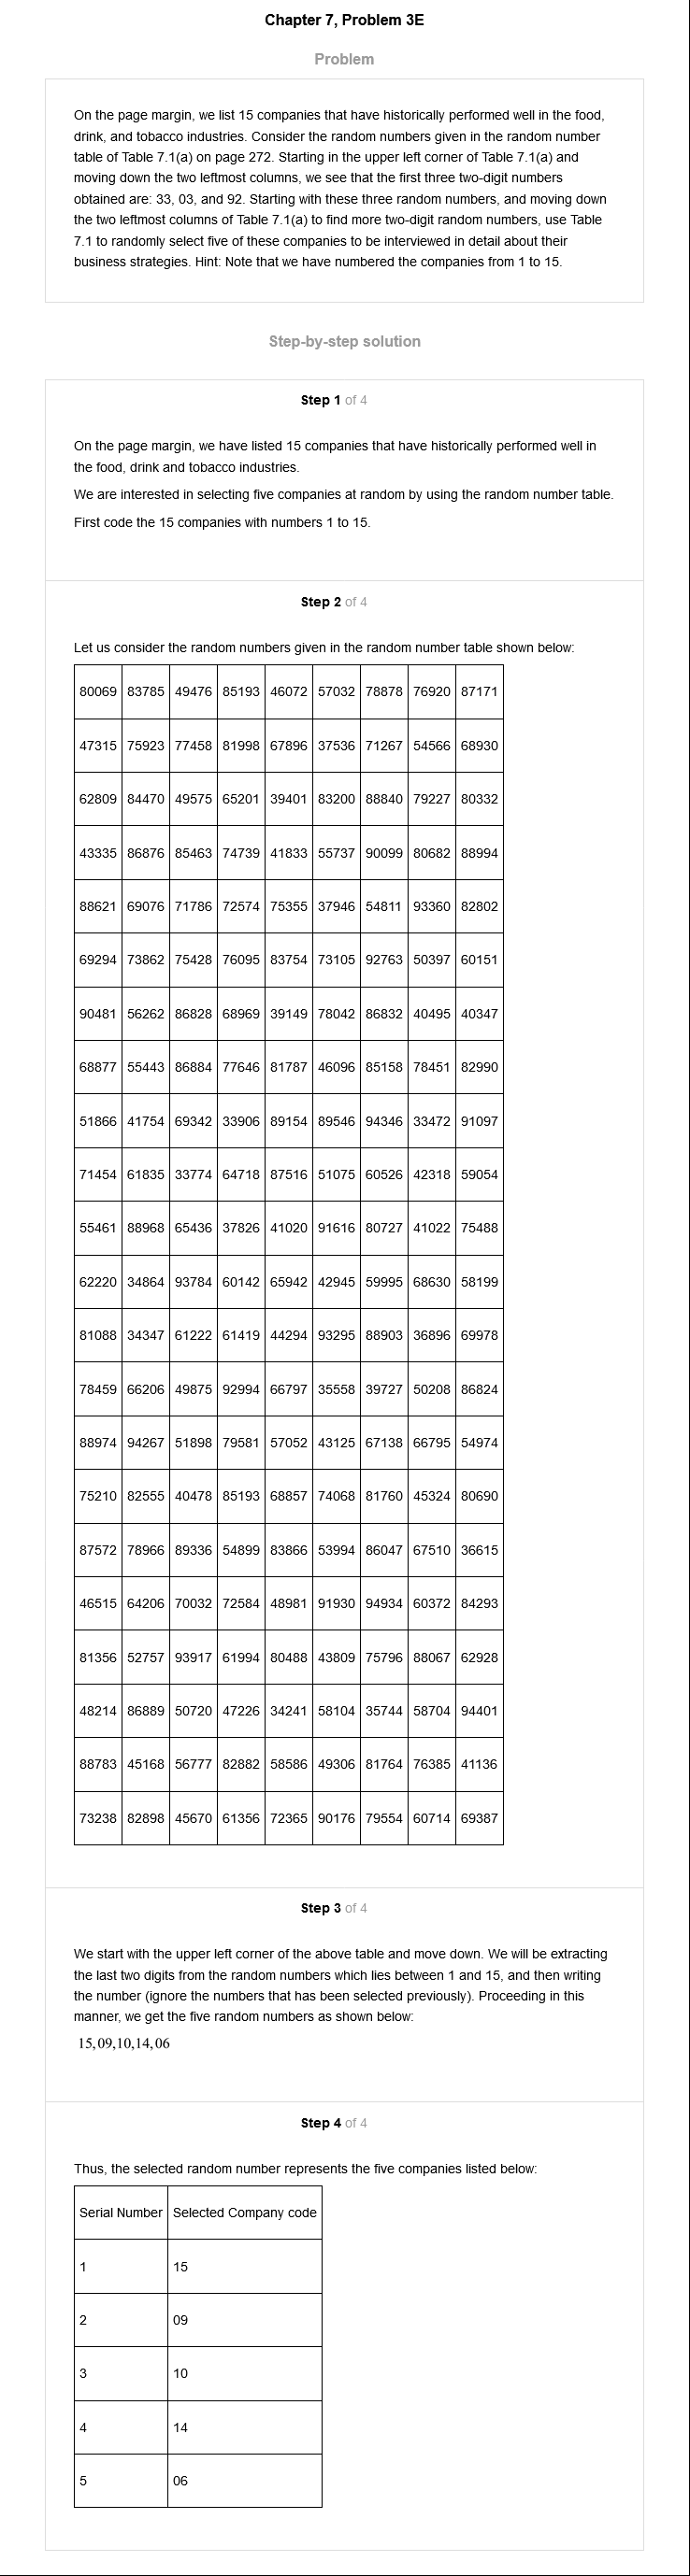 Chapter 7, Problem 3E
Problem
On the page margin, we list 15 companies that have historically performed well in the food,
drink, and tobacco industries. Consider the random numbers given in the random number
table of Table 7.1(a) on page 272. Starting in the upper left corner of Table 7.1(a) and
moving down the two leftmost columns, we see that the first three two-digit numbers
obtained are: 33, 03, and 92. Starting with these three random numbers, and moving down
the two leftmost columns of Table 7.1(a) to find more two-digit random numbers, use Table
7.1 to randomly select five of these companies to be interviewed in detail about their
business strategies. Hint: Note that we have numbered the companies from 1 to 15.
Step-by-step solution
Step 1 of 4
On the page margin, we have listed 15 companies that have historically performed well in
the food, drink and tobacco industries.
We are interested in selecting five companies at random by using the random number table.
First code the 15 companies with numbers 1 to 15.
Step 2 of 4
Let us consider the random numbers given in the random number table shown below:
80069 83785 49476 85193 46072 57032 78878 76920 87171
47315 75923 77458 81998 67896 37536 71267 54566 68930
62809 84470 49575 65201 39401 83200 88840 79227 80332
43335 86876 85463 74739 41833 55737 90099 80682 88994
88621 69076 71786 72574 75355 37946 54811 93360 82802
69294 73862 75428 76095 83754 73105 92763 50397 60151
90481 56262 86828 68969 39149 78042 86832 40495 40347
68877 55443 86884 77646 81787 46096 85158 78451 82990
51866 41754 69342 33906 89154 89546 94346 33472 91097
71454 61835 33774 64718 87516 51075 60526 42318 59054
55461 88968 65436 37826 41020 91616 80727 41022 75488
62220 34864 93784 60142 65942 42945 59995 68630 58199
81088 34347 61222 61419 44294 93295 88903 36896 69978
78459 66206 49875 92994 66797 35558 39727 50208 86824
88974 94267 51898 79581 57052 43125 67138 66795 54974
75210 82555 40478 85193 68857 74068 81760 45324 80690
87572 78966 89336 54899 83866 53994 86047 67510 36615
46515 64206 70032 72584 48981 91930 94934 60372 84293
81356 52757 93917 61994 80488 43809 75796 88067 62928
48214 86889 50720 47226 34241 58104 35744 58704 94401
88783 45168 56777 82882 58586 49306 81764 76385 41136
73238 82898 45670 61356 72365 90176 79554 60714 69387
Step 3 of 4
We start with the upper left corner of the above table and move down. We will be extracting
the last two digits from the random numbers which lies between 1 and 15, and then writing
the number (ignore the numbers that has been selected previously). Proceeding in this
manner, we get the five random numbers as shown below:
15,09,10,14,06
Step 4 of 4
Thus, the selected random number represents the five companies listed below:
Serial Number Selected Company code
1 15
2 09
3 10
4 14
5 06